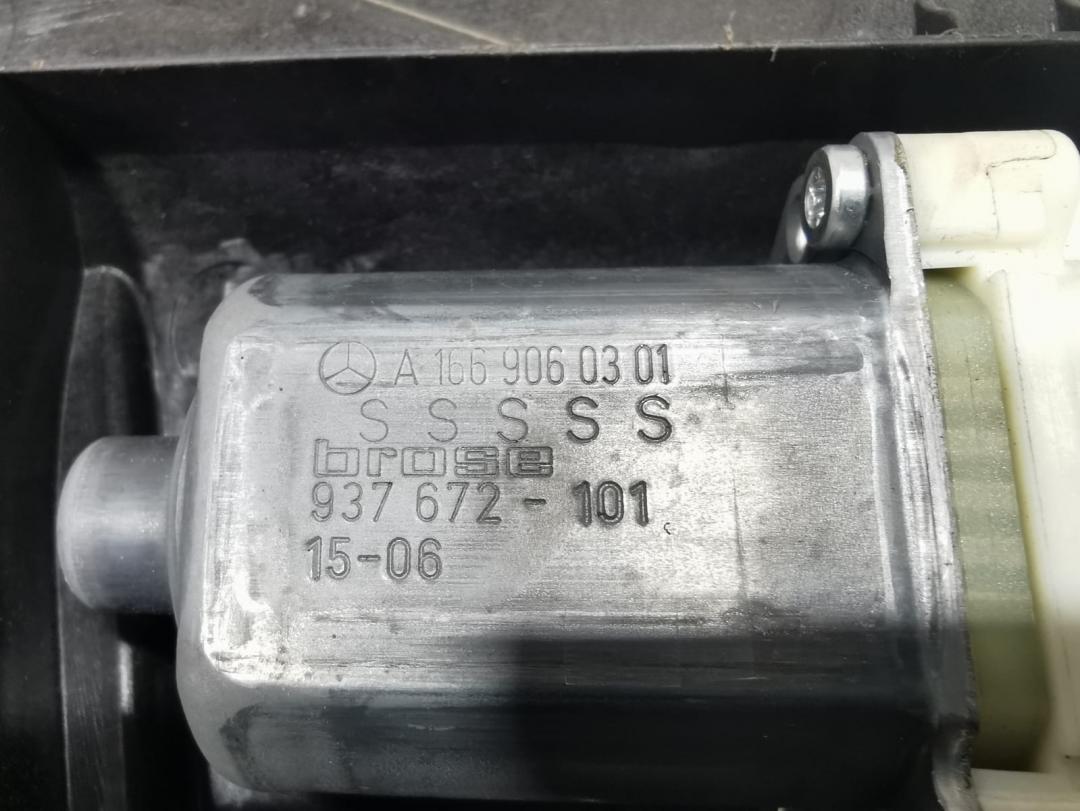 A 166 906 03 01
S S S S S
brose
937 672 - 101
15-06